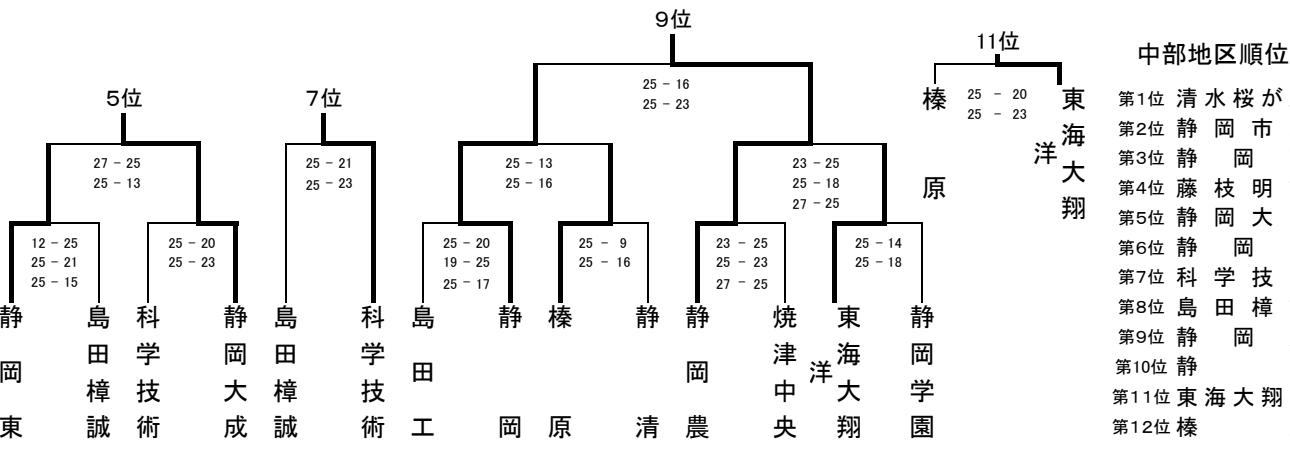 9位
11位
中部地区順位
5位
7位
25 - 16
25 - 23
榛原
25 - 20
25 - 23
東海大翔洋
第1位 清水桜が
第2位 静岡市
第3位 静岡
第4位 藤枝明
第5位 静岡大
第6位 静岡
第7位 科学技
第8位 島田樟
第9位 静岡
第10位 静
第11位 東海大翔
第12位 榛
27 - 25
25 - 13
25 - 21
25 - 23
25 - 13
25 - 16
23 - 25
25 - 18
27 - 25
12 - 25
25 - 21
25 - 15
25 - 20
25 - 23
25 - 20
19 - 25
25 - 17
25 - 9
25 - 16
23 - 25
25 - 23
27 - 25
25 - 14
25 - 18
静岡東
島田樟誠
科学技術
静岡大成
島田樟誠
科学技術
島田工
静岡
榛原
静清
静岡農
焼津中央
東海大翔洋
静岡学園